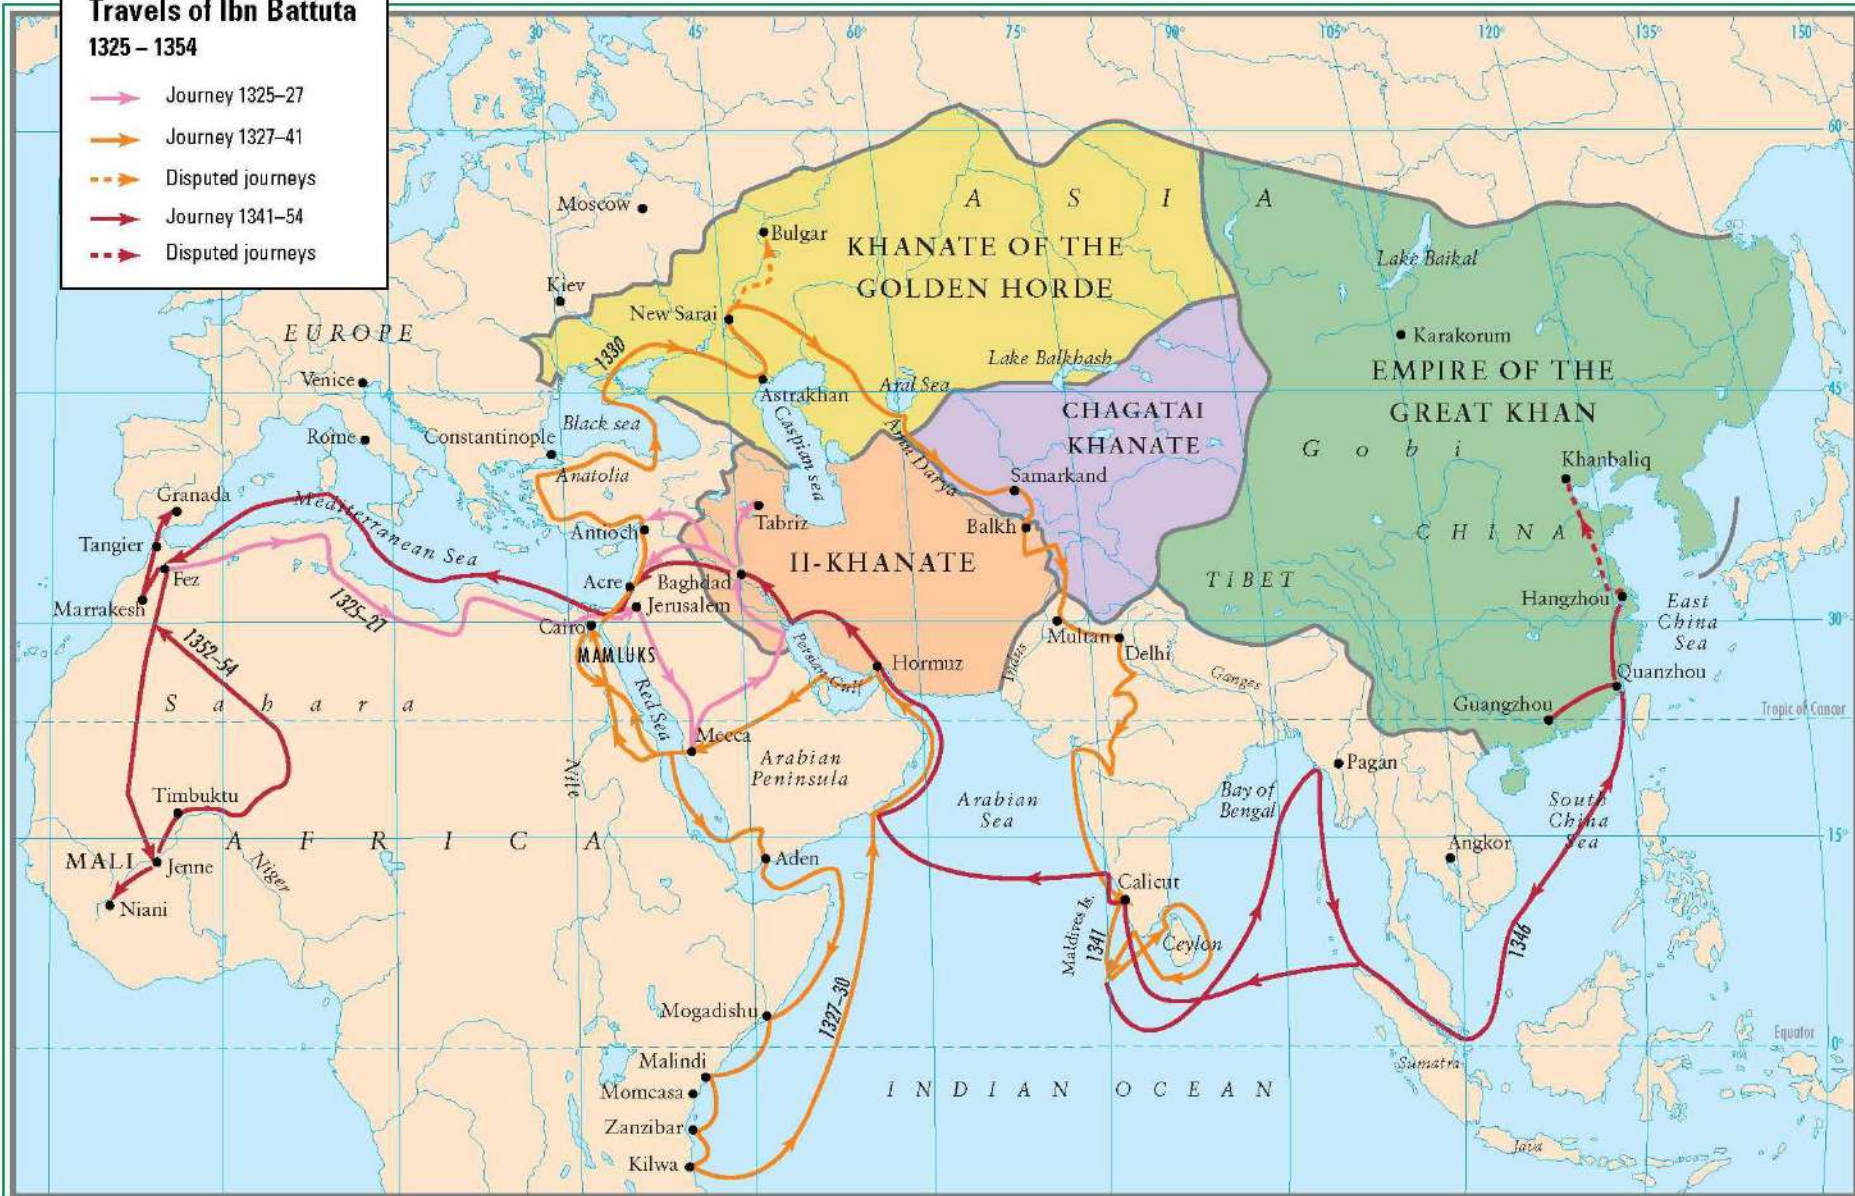 Travels of Ibn Battuta
1325 – 1354
Journey 1325–27
Journey 1327–41
Disputed journeys
Journey 1341–54
Disputed journeys
30°
45°
60°
75°
90°
105°
120°
135°
150°
60°
A S I A
Moscow
Bulgar
KHANATE OF THE
GOLDEN HORDE
Lake Baikal
Kiev
New Sarai
EUROPE
Karakorum
1330
Lake Balkhash
EMPIRE OF THE
GREAT KHAN
Venice
Astrakhan
Aral Sea
45°
CHAGATAI
KHANATE
Black sea
Caspian sea
Rome
Constantinople
Amu Darya
Gobi
Khanbaliq
Anatolia
Samarkand
Granada
Mediterranean Sea
Tabriz
Balkh
Antioch
CHINA
Tangier
II-KHANATE
Fez
Acre
Baghdad
TIBET
Marrakesh
Jerusalem
Hangzhou
East
China
Sea
1325–27
Cairo
30°
1352–54
MAMLUKS
Persian Gulf
Multan
Delhi
Hormuz
Indus
Ganges
Quanzhou
Sahara
Red Sea
Guangzhou
Tropic of Cancer
Mecca
Arabian
Peninsula
Nile
Pagan
Timbuktu
Arabian
Sea
Bay of
Bengal
South
China
Sea
AFRICA
15°
MALI
Jenne
Niger
Aden
Angkor
Calicut
Niani
Maldives Is.
1341
Ceylon
1346
1327–30
Mogadishu
Equator
0°
Malindi
Sumatra
Momcasa
INDIAN OCEAN
Zanzibar
Java
Kilwa